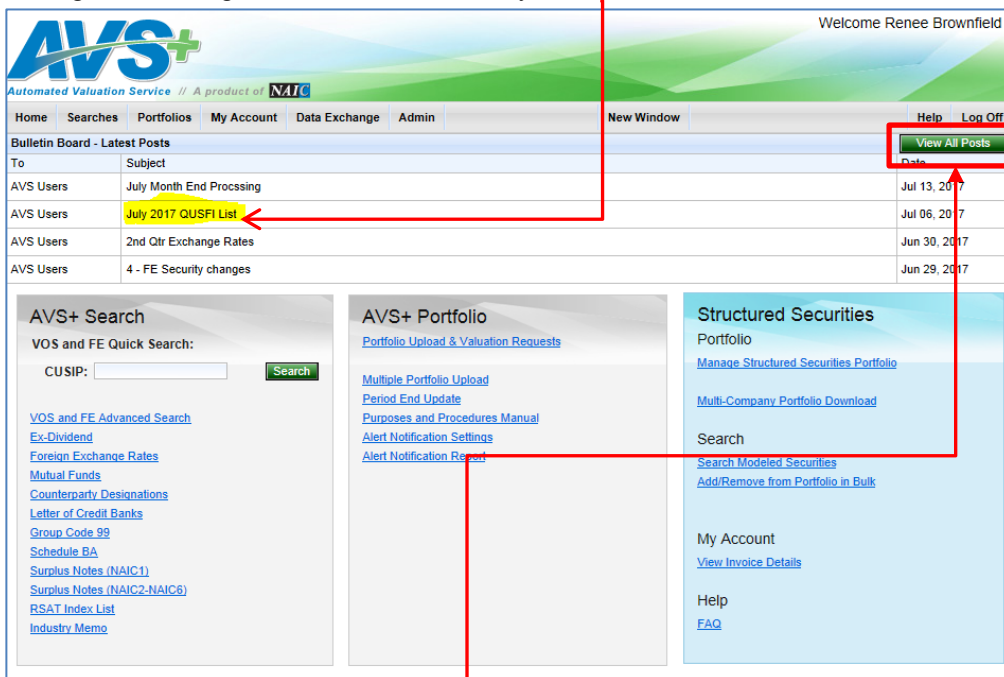 Welcome Renee Brownfield
AVS+
Automated Valuation Service // A product of NAIC
Home Searches Portfolios My Account Data Exchange Admin New Window Help Log Off
Bulletin Board - Latest Posts View All Posts
To Subject Date
AVS Users July Month End Procssing Jul 13, 2017
AVS Users July 2017 QUSFI List Jul 06, 2017
AVS Users 2nd Qtr Exchange Rates Jun 30, 2017
AVS Users 4 - FE Security changes Jun 29, 2017
AVS+ Search
VOS and FE Quick Search:
CUSIP: Search
VOS and FE Advanced Search
Ex-Dividend
Foreign Exchange Rates
Mutual Funds
Counterparty Designations
Letter of Credit Banks
Group Code 99
Schedule BA
Surplus Notes (NAIC1)
Surplus Notes (NAIC2-NAIC6)
RSAT Index List
Industry Memo
AVS+ Portfolio
Portfolio Upload & Valuation Requests
Multiple Portfolio Upload
Period End Update
Purposes and Procedures Manual
Alert Notification Settings
Alert Notification Report
Structured Securities
Portfolio
Manage Structured Securities Portfolio
Multi-Company Portfolio Download
Search
Search Modeled Securities
Add/Remove from Portfolio in Bulk
My Account
View Invoice Details
Help
FAQ